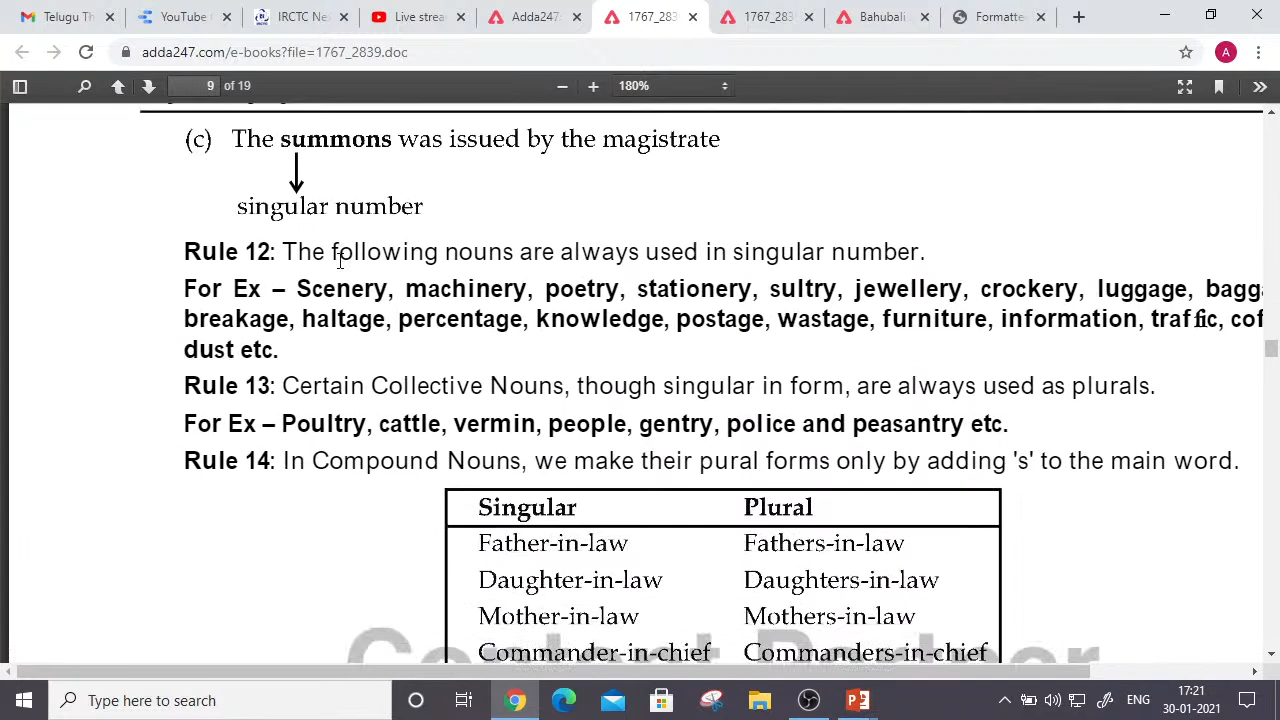 Telugu Th
YouTube
IRCTC Ne
Live strea
Adda247
1767_283
1767_283
Bahubali
Formatte
adda247.com/e-books?file=1767_2839.doc
A
9 of 19
180%
(c) The summons was issued by the magistrate
singular number
Rule 12: The following nouns are always used in singular number.
For Ex – Scenery, machinery, poetry, stationery, sultry, jewellery, crockery, luggage, bagga
breakage, haltage, percentage, knowledge, postage, wastage, furniture, information, traffic, cof
dust etc.
Rule 13: Certain Collective Nouns, though singular in form, are always used as plurals.
For Ex – Poultry, cattle, vermin, people, gentry, police and peasantry etc.
Rule 14: In Compound Nouns, we make their pural forms only by adding 's' to the main word.
Singular Plural
Father-in-law Fathers-in-law
Daughter-in-law Daughters-in-law
Mother-in-law Mothers-in-law
Commander-in-chief Commanders-in-chief
Type here to search
ENG
17:21
30-01-2021